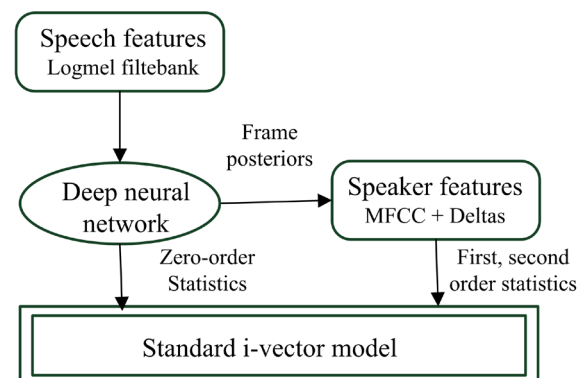 Speech features
Logmel filtebank
Frame
posteriors
Deep neural
network
Speaker features
MFCC + Deltas
Zero-order
Statistics
First, second
order statistics
Standard i-vector model